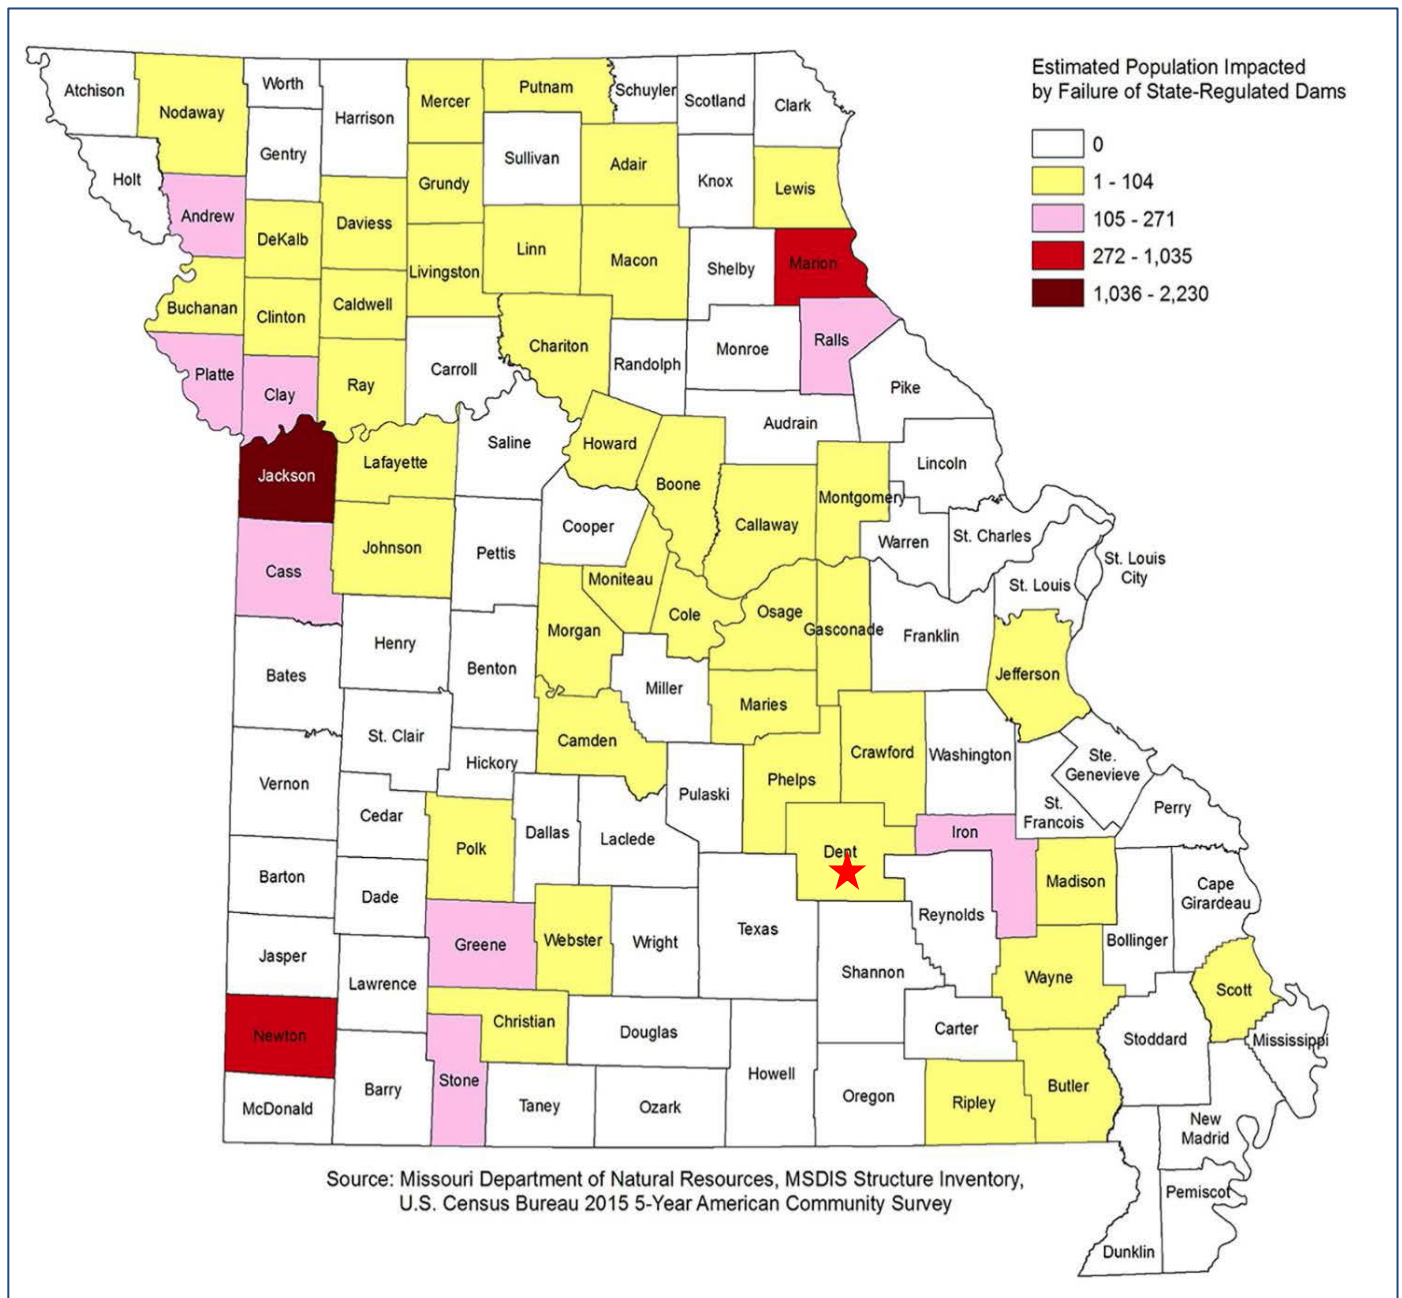 Estimated Population Impacted
by Failure of State-Regulated Dams
0
1 - 104
105 - 271
272 - 1,035
1,036 - 2,230
Atchison
Nodaway
Worth
Harrison
Mercer
Putnam
Schuyler
Scotland
Clark
Gentry
Holt
Sullivan
Adair
Knox
Lewis
Grundy
Andrew
DeKalb
Daviess
Livingston
Linn
Macon
Shelby
Marion
Buchanan
Clinton
Caldwell
Chariton
Randolph
Monroe
Ralls
Platte
Clay
Ray
Carroll
Pike
Audrain
Saline
Howard
Jackson
Lafayette
Boone
Lincoln
Montgomery
Callaway
Cooper
Johnson
Pettis
Warren
St. Charles
St. Louis
City
St. Louis
Cass
Moniteau
Cole
Osage
Gasconade
Franklin
Morgan
Henry
Benton
Bates
Miller
Maries
Jefferson
St. Clair
Hickory
Camden
Crawford
Washington
Ste.
Genevieve
Vernon
Phelps
Pulaski
St.
Francois
Perry
Cedar
Polk
Dallas
Laclede
Dent
Iron
Barton
Dade
Madison
Cape
Girardeau
Reynolds
Texas
Bollinger
Jasper
Greene
Webster
Wright
Lawrence
Shannon
Wayne
Scott
Newton
Christian
Douglas
Carter
Stoddard
Mississippi
McDonald
Barry
Stone
Taney
Ozark
Howell
Oregon
Ripley
Butler
New
Madrid
Pemiscot
Dunklin
Source: Missouri Department of Natural Resources, MSDIS Structure Inventory,
U.S. Census Bureau 2015 5-Year American Community Survey